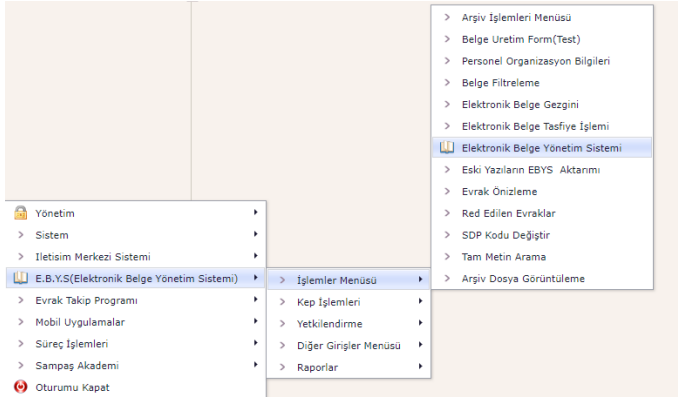 Arşiv İşlemleri Menüsü
Belge Uretim Form(Test)
Personel Organizasyon Bilgileri
Belge Filtreleme
Elektronik Belge Gezgini
Elektronik Belge Tasfiye İşlemi
Elektronik Belge Yönetim Sistemi
Eski Yazıların EBYS Aktarımı
Evrak Önizleme
Red Edilen Evraklar
SDP Kodu Değiştir
Tam Metin Arama
Arşiv Dosya Görüntüleme
Yönetim
Sistem
Iletisim Merkezi Sistemi
E.B.Y.S(Elektronik Belge Yönetim Sistemi)
Evrak Takip Programı
Mobil Uygulamalar
Süreç İşlemleri
Sampaş Akademi
Oturumu Kapat
İşlemler Menüsü
Kep İşlemleri
Yetkilendirme
Diğer Girişler Menüsü
Raporlar